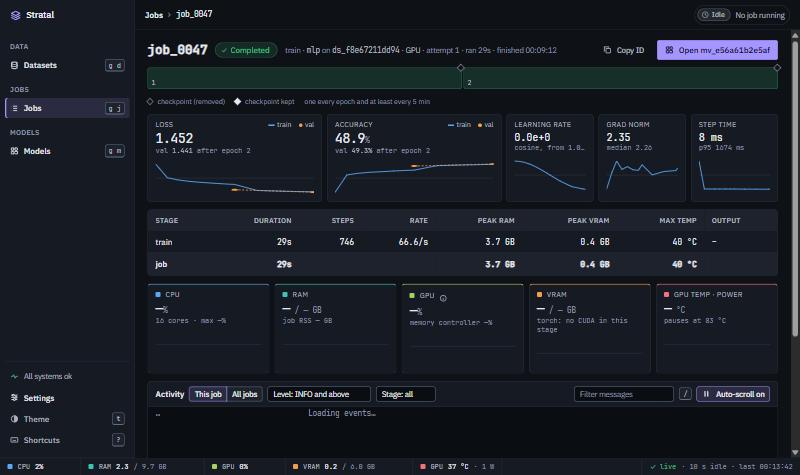 Stratal
Jobs › job_0047
Idle No job running
DATA
Datasets g d
JOBS
Jobs g j
MODELS
Models g m
job_0047 Completed train · mlp on ds_f8e67211dd94 · GPU · attempt 1 · ran 29s · finished 00:09:12 Copy ID Open mv_e56a61b2e5af
1 2
checkpoint (removed) checkpoint kept one every epoch and at least every 5 min
LOSS train val
1.452
val 1.441 after epoch 2
ACCURACY train val
48.9%
val 49.3% after epoch 2
LEARNING RATE
0.0e+0
cosine, from 1.0…
GRAD NORM
2.35
median 2.26
STEP TIME
8 ms
p95 1674 ms
STAGE DURATION STEPS RATE PEAK RAM PEAK VRAM MAX TEMP OUTPUT
train 29s 746 66.6/s 3.7 GB 0.4 GB 40 °C –
job 29s 3.7 GB 0.4 GB 40 °C
CPU
—%
16 cores · max —%
RAM
— / — GB
job RSS — GB
GPU
—%
memory controller —%
VRAM
— / — GB
torch: no CUDA in this
stage
GPU TEMP · POWER
— °C
pauses at 83 °C
Activity This job All jobs Level: INFO and above Stage: all Filter messages / Auto-scroll on
… Loading events…
All systems ok
Settings
Theme t
Shortcuts ?
CPU 2% RAM 2.3 / 9.7 GB GPU 0% VRAM 0.2 / 6.0 GB GPU 37 °C · 1 W ✓ live · 10 s idle · last 00:13:42